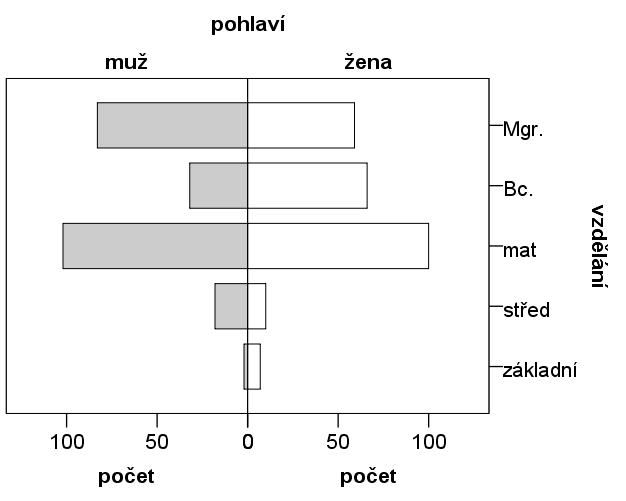 pohlaví
muž žena
Mgr.
Bc.
mat
střed
základní
vzdělání
100 50 0 50 100
počet počet